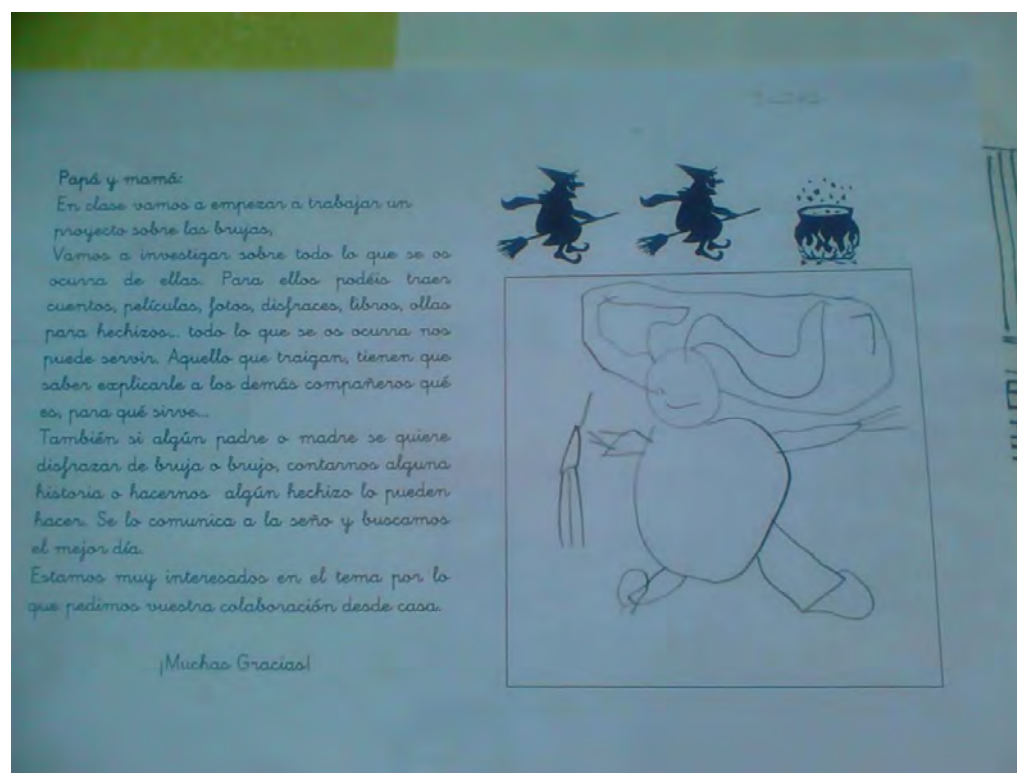 Papá y mamá:
En clase vamos a empezar a trabajar un
proyecto sobre las brujas,
Vamos a investigar sobre todo lo que se os
ocurra de ellas. Para ellos podéis traer
cuentos, películas, fotos, disfraces, libros, ollas
para hechizos... todo lo que se os ocurra nos
puede servir. Aquello que traigan, tienen que
saber explicarle a los demás compañeros qué
es, para qué sirve...
También si algún padre o madre se quiere
disfrazar de bruja o brujo, contarnos alguna
historia o hacernos algún hechizo lo pueden
hacer. Se lo comunica a la seño y buscamos
el mejor día.
Estamos muy interesados en el tema por lo
que pedimos vuestra colaboración desde casa.
¡Muchas Gracias!